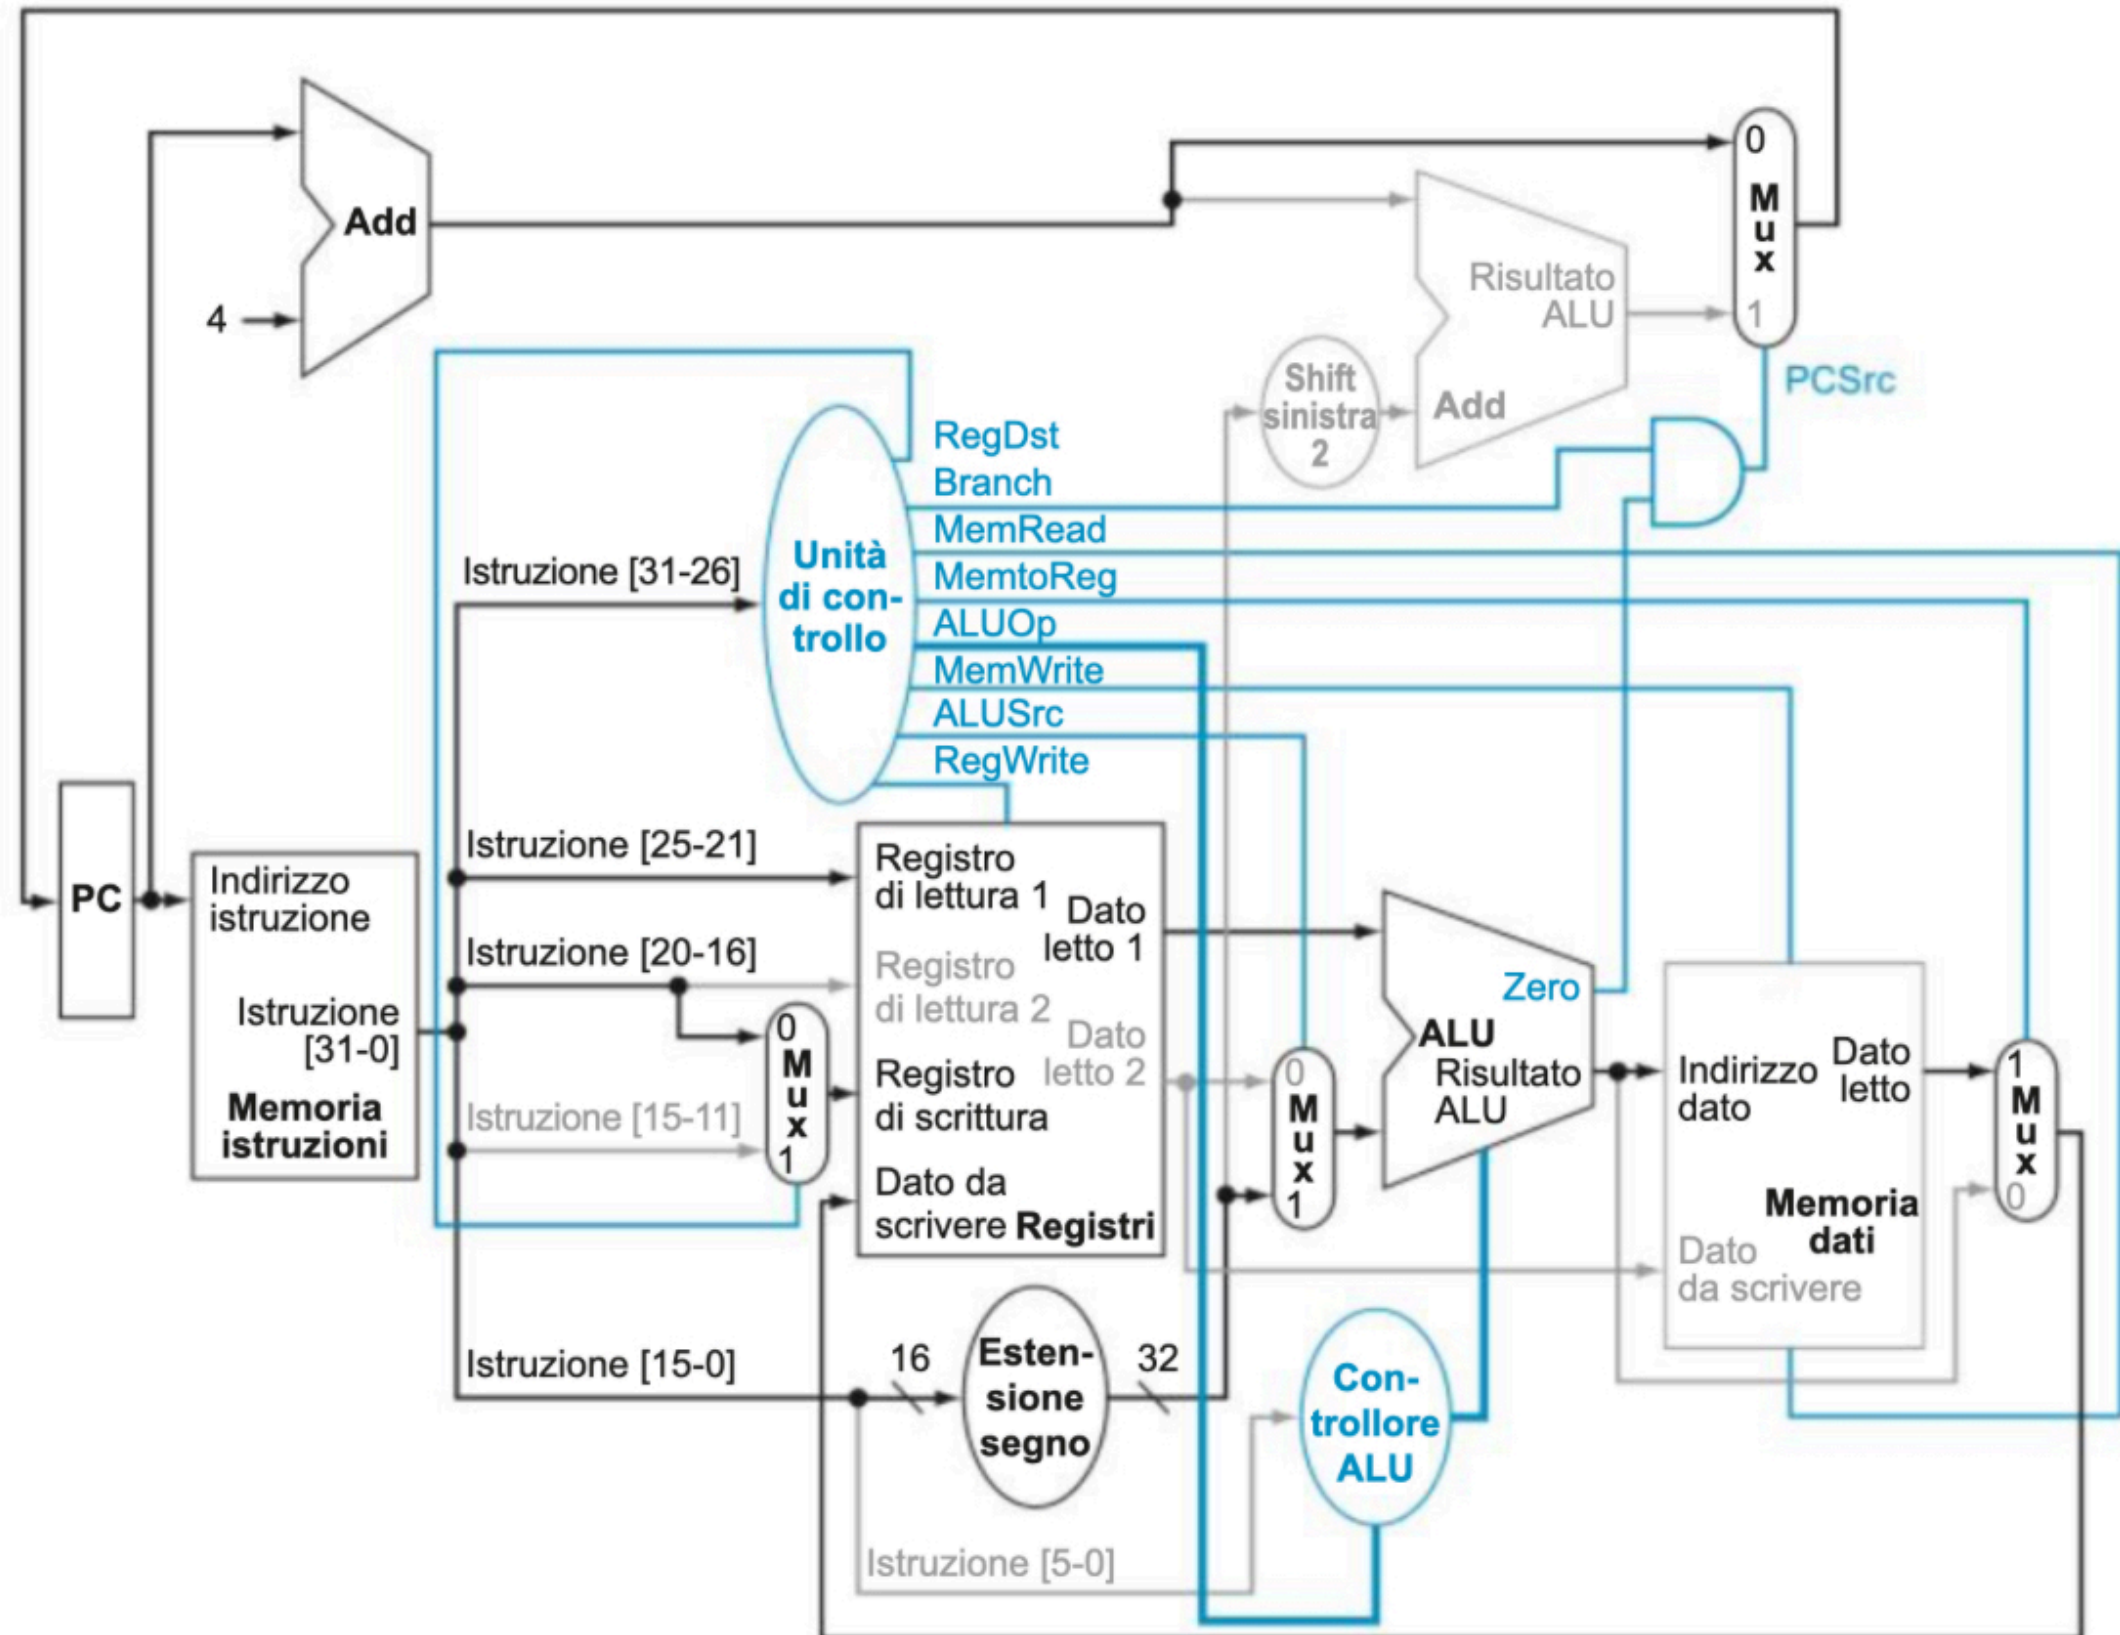 0
M
u
x
1
Add
4
Risultato
ALU
Add
Shift
sinistra
2
PCSrc
RegDst
Branch
MemRead
MemtoReg
ALUOp
MemWrite
ALUSrc
RegWrite
Unità
di con-
trollo
Istruzione [31-26]
Istruzione [25-21]
Istruzione [20-16]
Istruzione [15-11]
Istruzione [15-0]
Istruzione [5-0]
PC
Indirizzo
istruzione
Istruzione
[31-0]
Memoria
istruzioni
0
M
u
x
1
Registro
di lettura 1
Registro
di lettura 2
Registro
di scrittura
Dato da
scrivere
Registri
Dato
letto 1
Dato
letto 2
16
Esten-
sione
segno
32
0
M
u
x
1
Zero
ALU
Risultato
ALU
Con-
trollore
ALU
Indirizzo
dato
Dato
letto
Memoria
dati
Dato
da scrivere
1
M
u
x
0